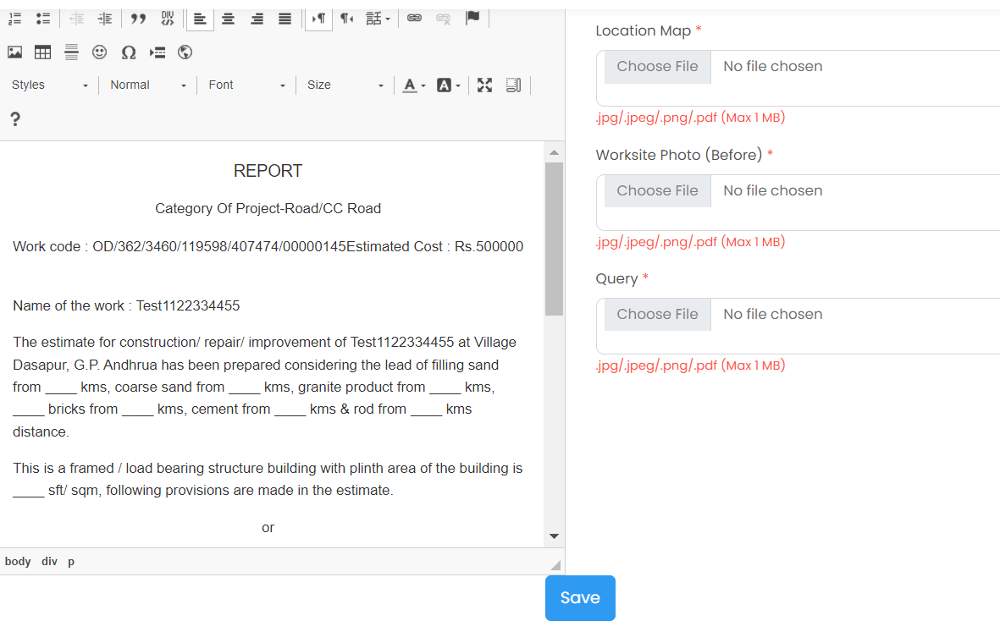 Styles
Normal
Font
Size
?
REPORT
Category Of Project-Road/CC Road
Work code : OD/362/3460/119598/407474/00000145Estimated Cost : Rs.500000
Name of the work : Test1122334455
The estimate for construction/ repair/ improvement of Test1122334455 at Village
Dasapur, G.P. Andhrua has been prepared considering the lead of filling sand
from ____ kms, coarse sand from ____ kms, granite product from ____ kms,
____ bricks from ____ kms, cement from ____ kms & rod from ____ kms
distance.
This is a framed / load bearing structure building with plinth area of the building is
____ sft/ sqm, following provisions are made in the estimate.
or
body div p
Location Map *
Choose File No file chosen
.jpg/.jpeg/.png/.pdf (Max 1 MB)
Worksite Photo (Before) *
Choose File No file chosen
.jpg/.jpeg/.png/.pdf (Max 1 MB)
Query *
Choose File No file chosen
.jpg/.jpeg/.png/.pdf (Max 1 MB)
Save